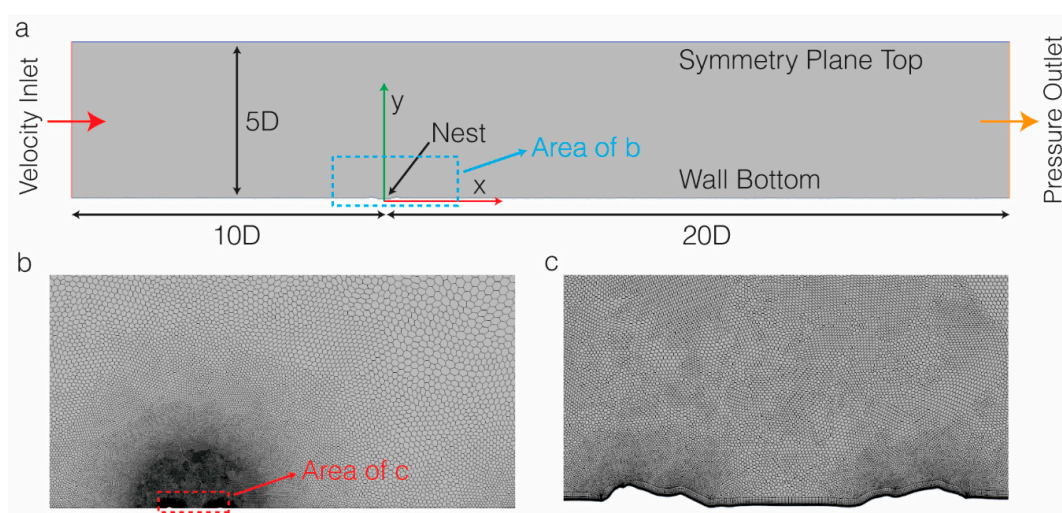 a
Velocity Inlet
5D
y
Nest
Area of b
x
Symmetry Plane Top
Wall Bottom
Pressure Outlet
10D
20D
b
Area of c
c